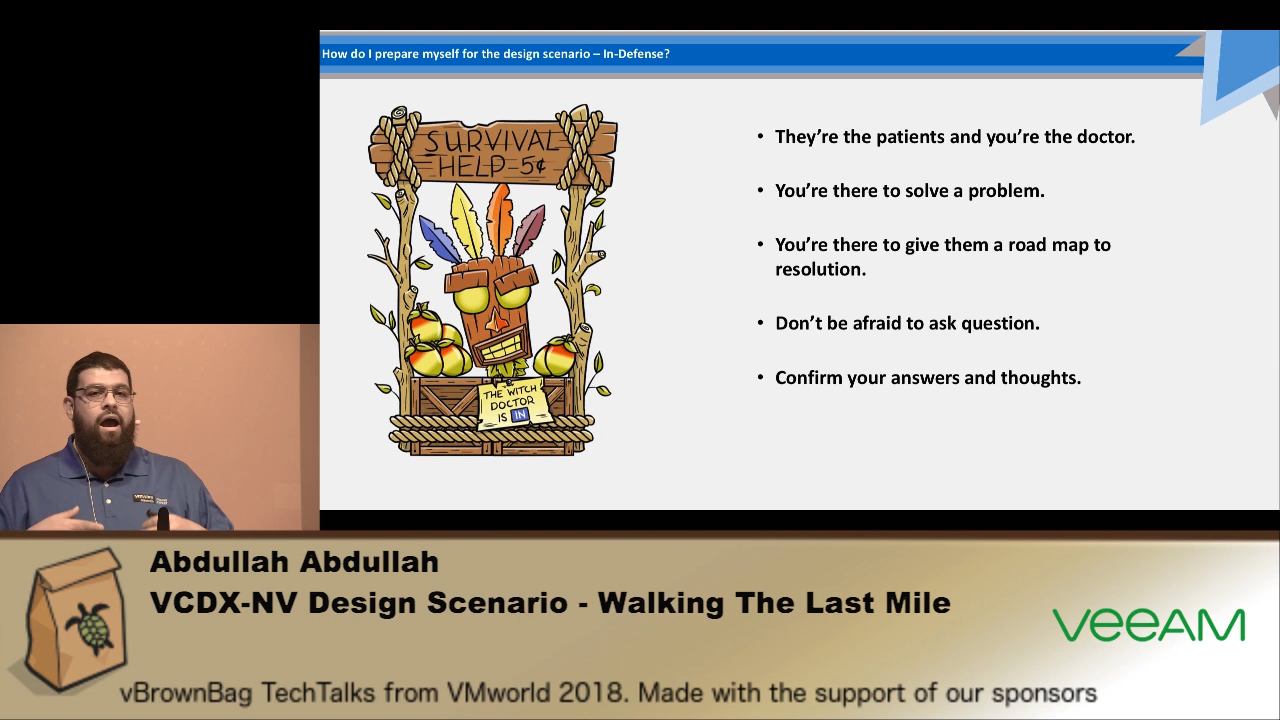 How do I prepare myself for the design scenario – In-Defense?
SURVIVAL
HELP-5¢
THE WITCH
DOCTOR
IS IN
• They're the patients and you're the doctor.
• You're there to solve a problem.
• You're there to give them a road map to
resolution.
• Don't be afraid to ask question.
• Confirm your answers and thoughts.
Abdullah Abdullah
VCDX-NV Design Scenario - Walking The Last Mile
veeAM
vBrownBag TechTalks from VMworld 2018. Made with the support of our sponsors